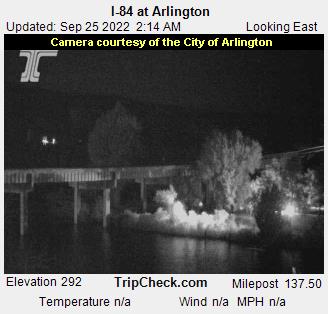 I-84 at Arlington
Updated: Sep 25 2022 2:14 AM Looking East
Camera courtesy of the City of Arlington
Elevation 292 TripCheck.com Milepost 137.50
Temperature n/a Wind n/a MPH n/a